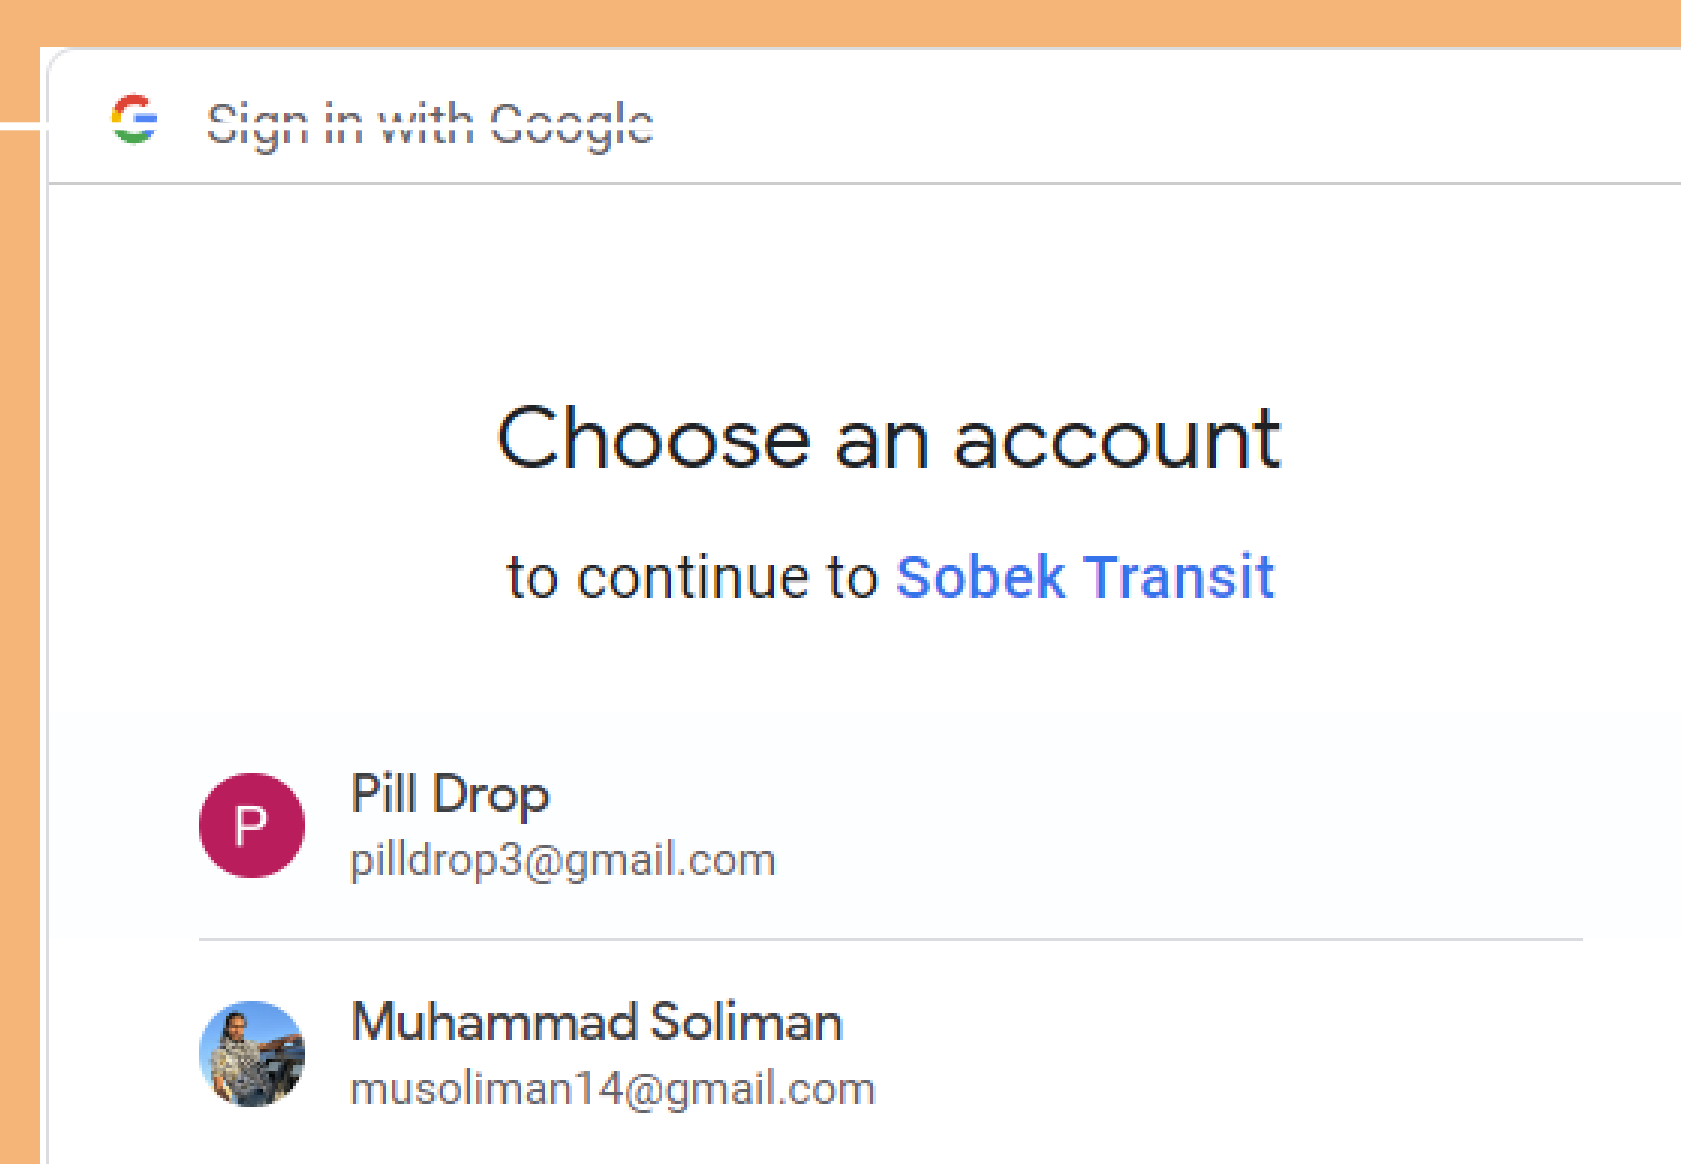 Sign in with Google
Choose an account
to continue to Sobek Transit
P
Pill Drop
pilldrop3@gmail.com
Muhammad Soliman
musoliman14@gmail.com